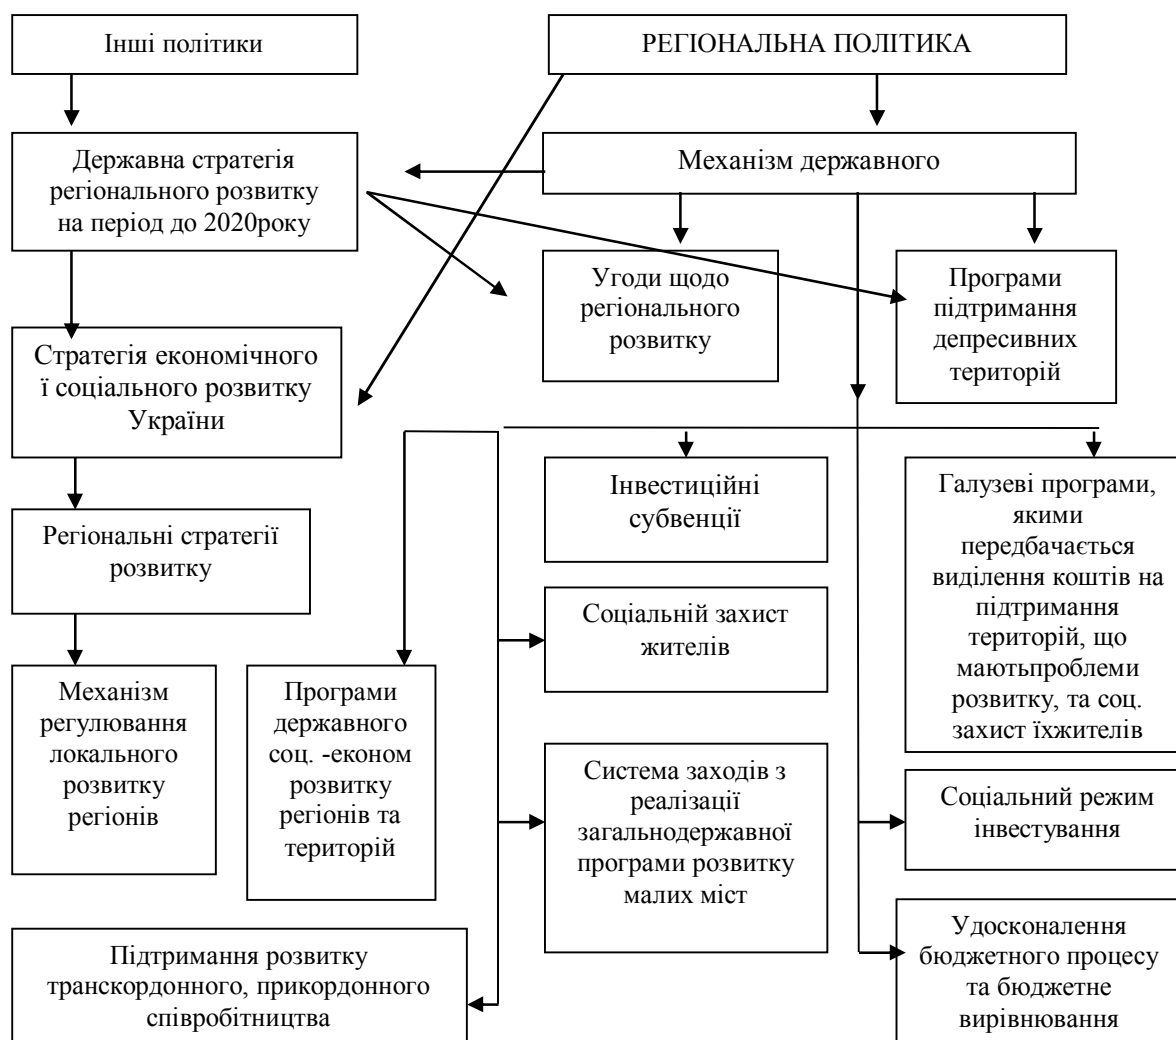 Інші політики
РЕГІОНАЛЬНА ПОЛІТИКА
Державна стратегія
регіонального розвитку
на період до 2020року
Механізм державного
Угоди щодо
регіонального
розвитку
Програми
підтримання
депресивних
територій
Стратегія економічного
ї соціального розвитку
України
Інвестиційні
субвенції
Галузеві програми,
якими
передбачається
виділення коштів на
підтримання
територій, що
маютьпроблеми
розвитку, та соц.
захист їхжителів
Регіональні стратегії
розвитку
Соціальній захист
жителів
Механізм
регулювання
локального
розвитку
регіонів
Програми
державного
соц. -економ
розвитку
регіонів та
територій
Система заходів з
реалізації
загальнодержавної
програми розвитку
малих міст
Соціальний режим
інвестування
Підтримання розвитку
транскордонного, прикордонного
співробітництва
Удосконалення
бюджетного процесу
та бюджетне
вирівнювання